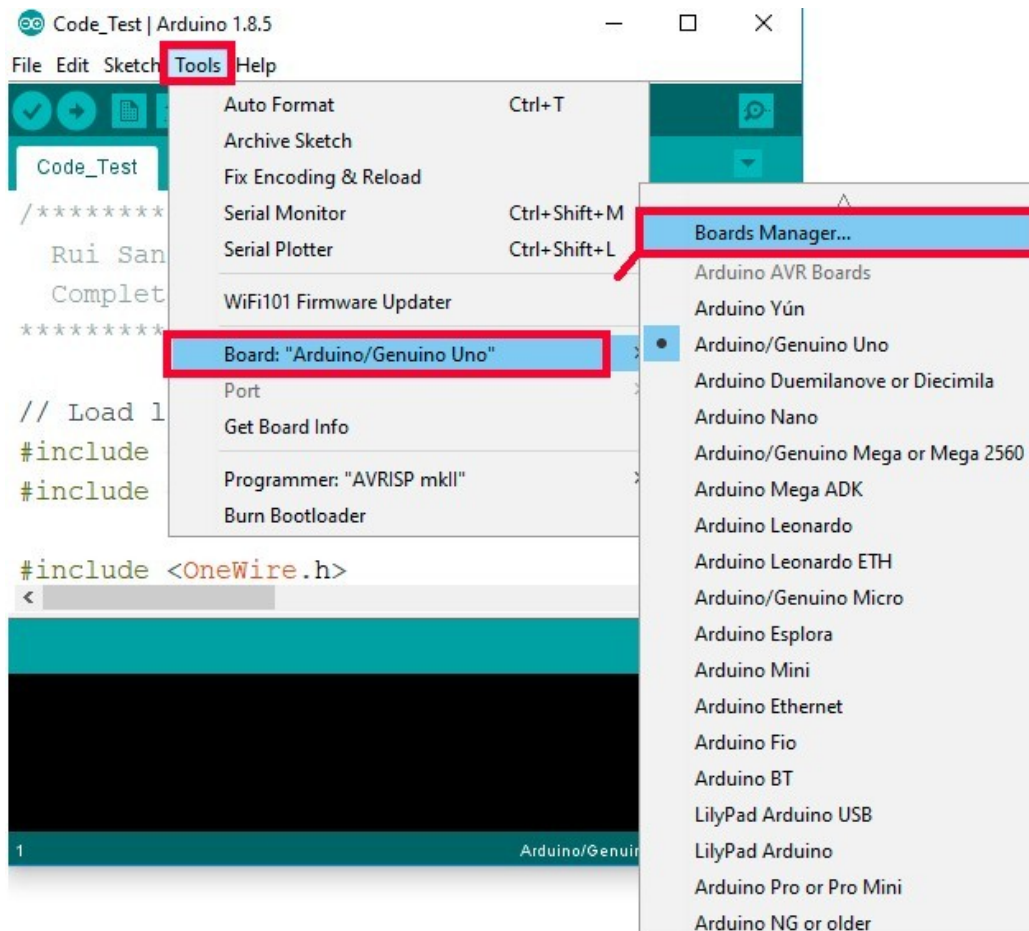 Code_Test | Arduino 1.8.5
File Edit Sketch Tools Help
Auto Format Ctrl+T
Archive Sketch
Fix Encoding & Reload
Serial Monitor Ctrl+Shift+M
Serial Plotter Ctrl+Shift+L
WiFi101 Firmware Updater
Board: "Arduino/Genuino Uno"
Port
Get Board Info
Programmer: "AVRISP mkII"
Burn Bootloader
Code_Test
/********
Rui San
Complet
*********
// Load l
#include
#include
#include <OneWire.h>
1 Arduino/Genuin
Boards Manager...
Arduino AVR Boards
Arduino Yún
Arduino/Genuino Uno
Arduino Duemilanove or Diecimila
Arduino Nano
Arduino/Genuino Mega or Mega 2560
Arduino Mega ADK
Arduino Leonardo
Arduino Leonardo ETH
Arduino/Genuino Micro
Arduino Esplora
Arduino Mini
Arduino Ethernet
Arduino Fio
Arduino BT
LilyPad Arduino USB
LilyPad Arduino
Arduino Pro or Pro Mini
Arduino NG or older